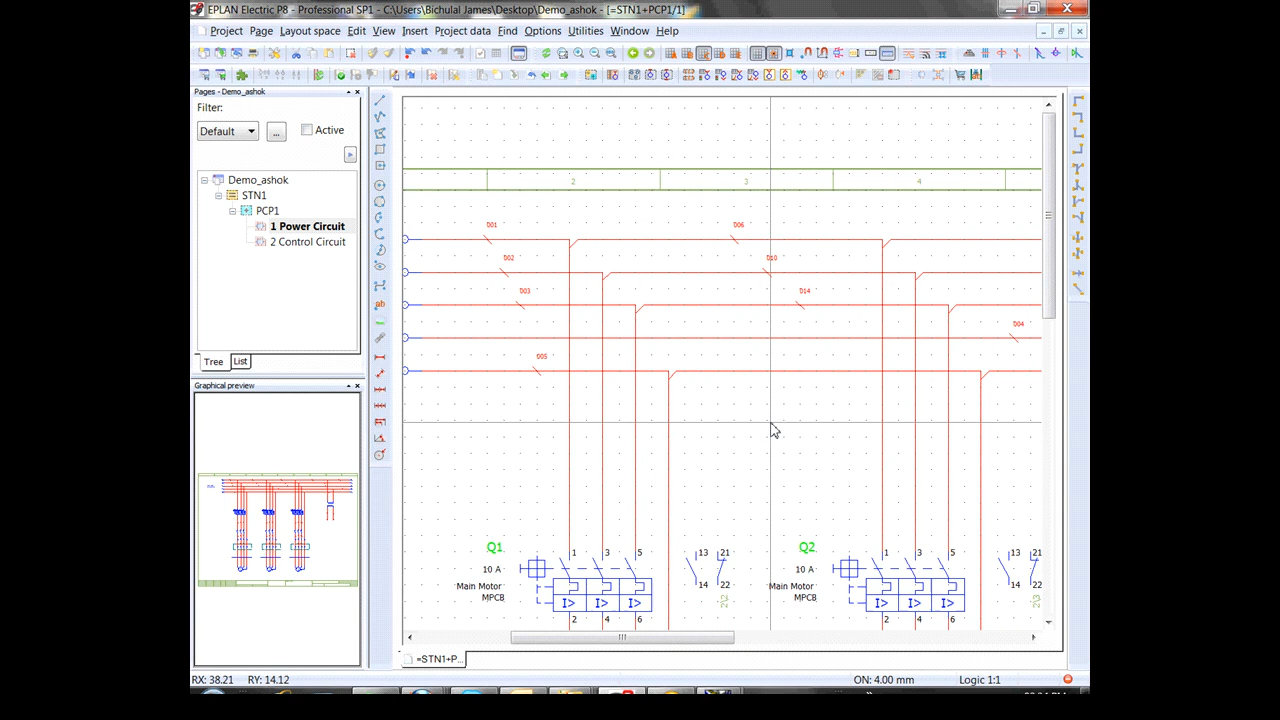 EPLAN Electric P8 - Professional SP1 - C:\Users\Bichulal James\Desktop\Demo_ashok - [=STN1+PCP1/1]
Project Page Layout space Edit View Insert Project data Find Options Utilities Window Help
Pages - Demo_ashok
Filter:
Default
...
Active
Demo_ashok
STN1
PCP1
1 Power Circuit
2 Control Circuit
Tree List
Graphical preview
ab
2 3 4
001 006
002 010
003 014
004
005
Q1 1 3 5 13 21 Q2 1 3 5 13 21
10 A 10 A
Main Motor 14 22 Main Motor 14 22
MPCB MPCB
I> I> I> I> I> I>
2\2 2\3
2 4 6 2 4 6
=STN1+P...
RX: 38.21 RY: 14.12 ON: 4.00 mm Logic 1:1